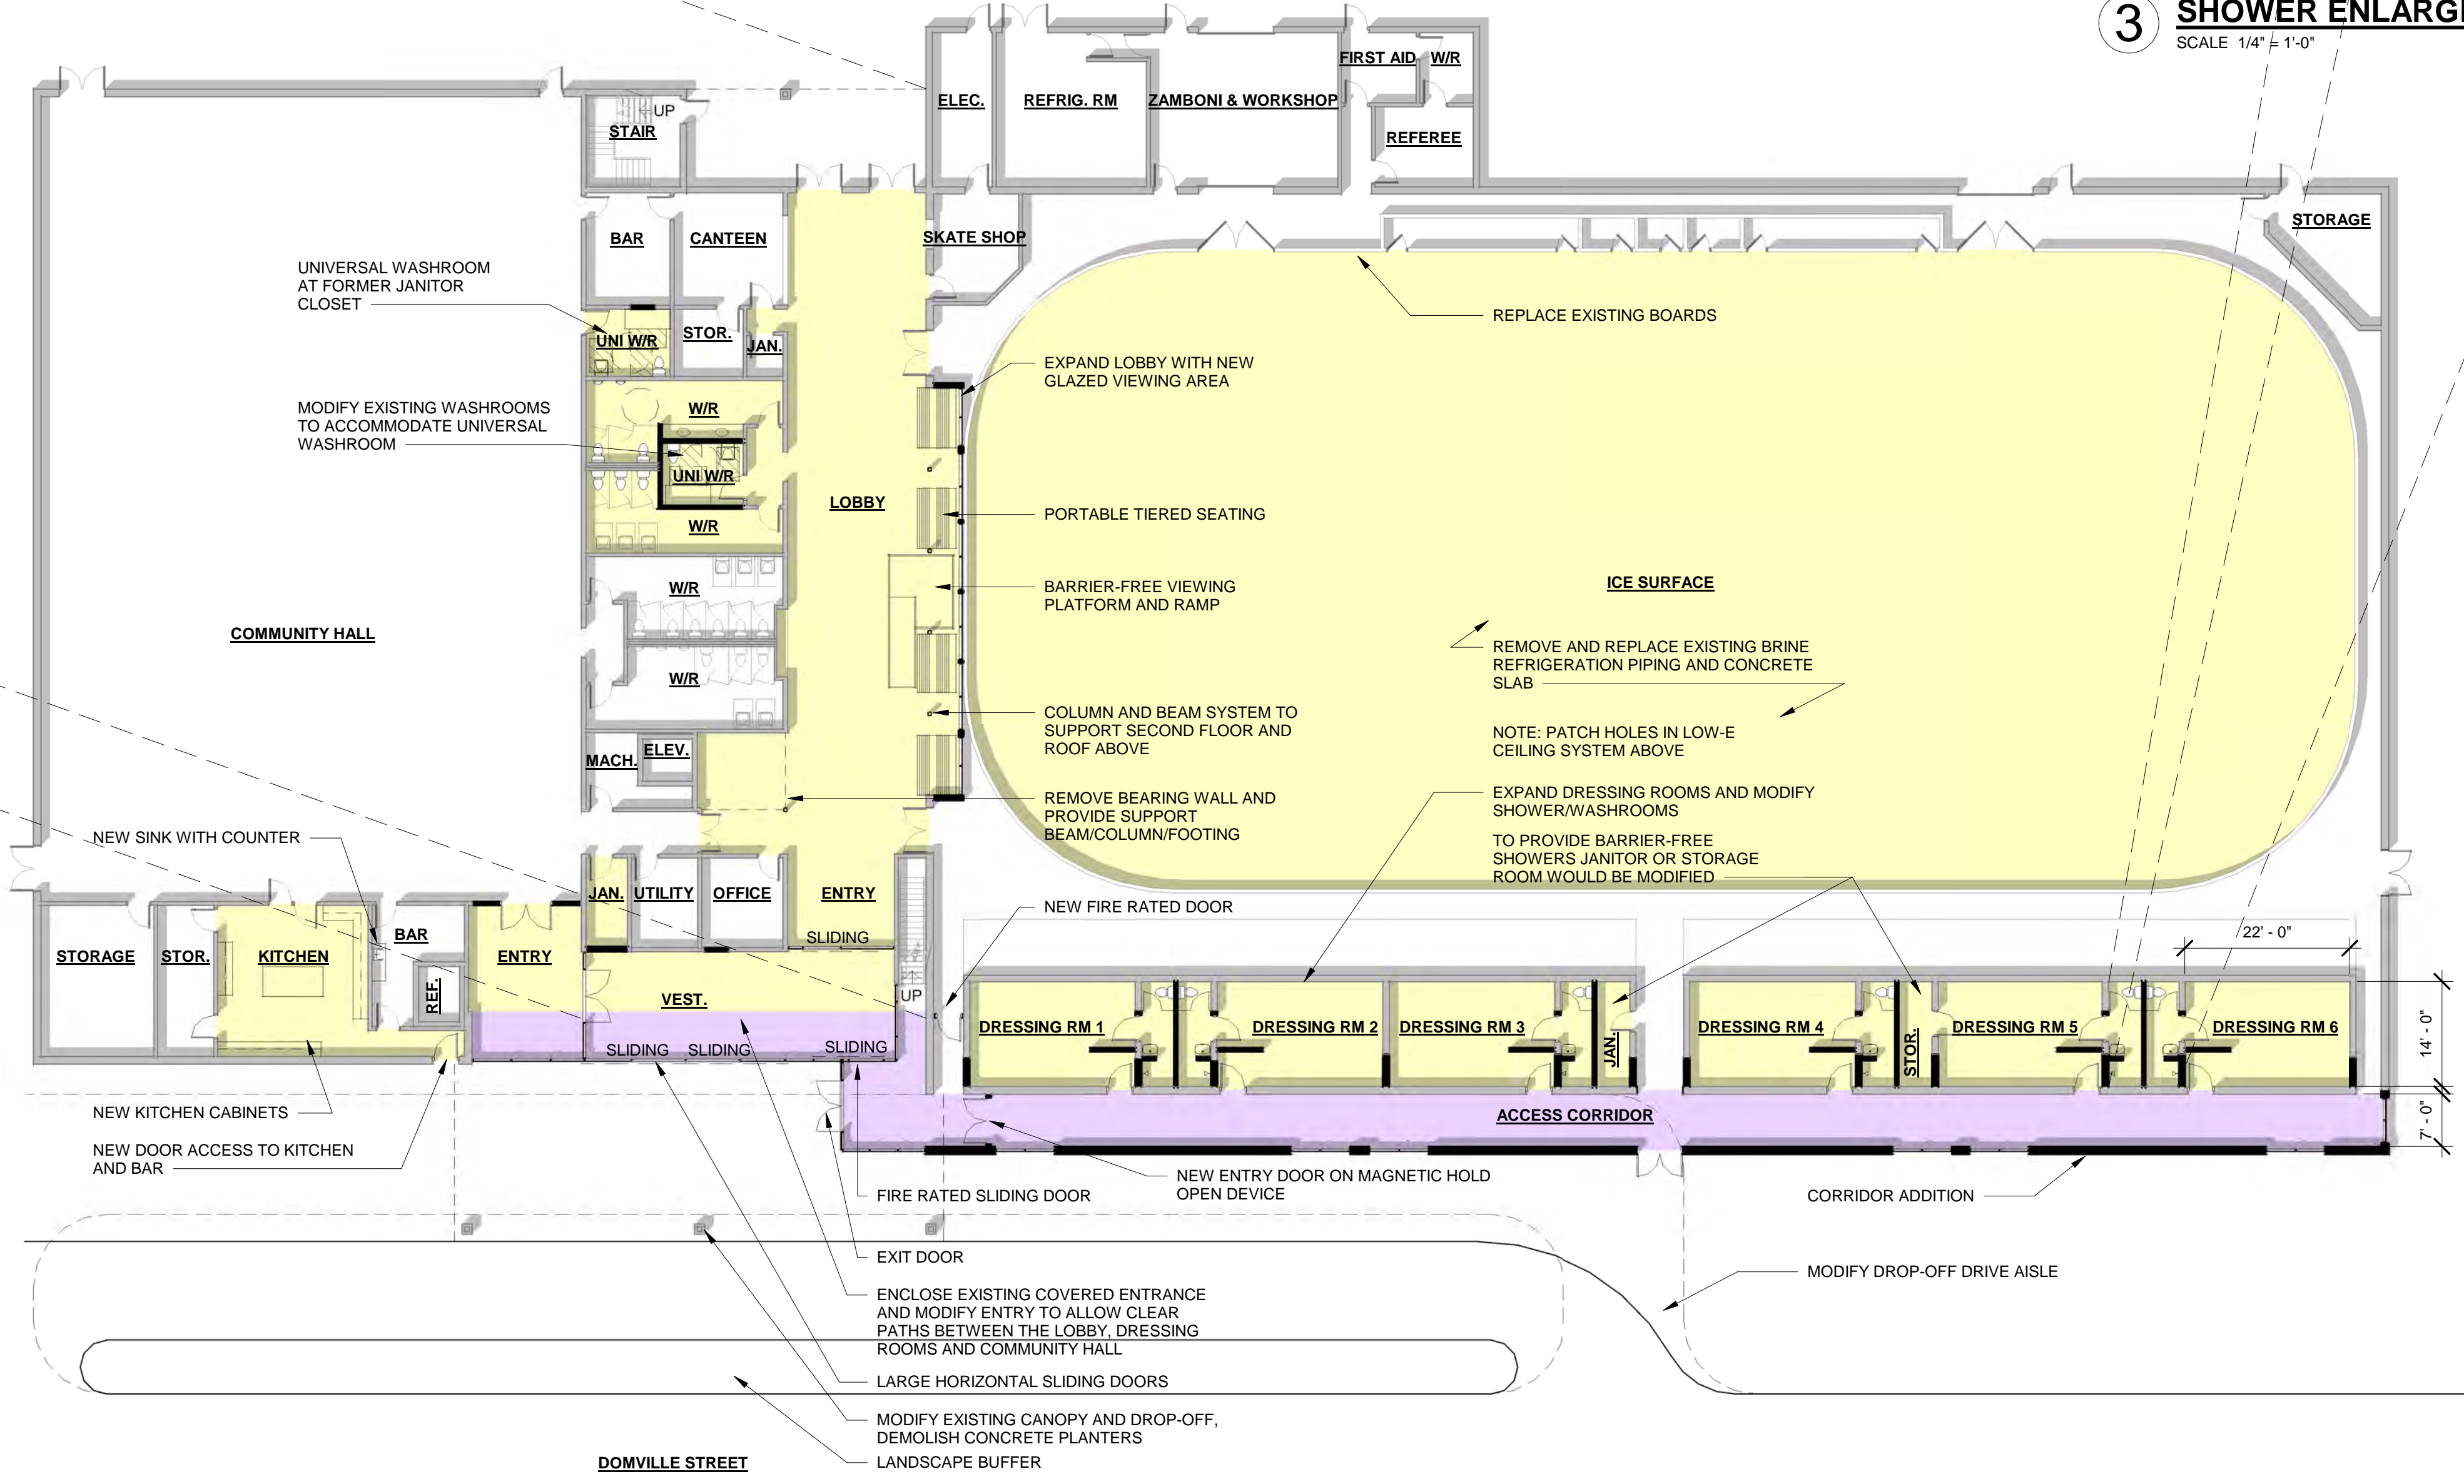 3
SHOWER ENLARG
SCALE 1/4" = 1'-0"
FIRST AID
W/R
ELEC.
REFRIG. RM
ZAMBONI & WORKSHOP
UP
STAIR
REFEREE
STORAGE
BAR
CANTEEN
SKATE SHOP
UNIVERSAL WASHROOM
AT FORMER JANITOR
CLOSET
REPLACE EXISTING BOARDS
UNI W/R
STOR.
JAN.
EXPAND LOBBY WITH NEW
GLAZED VIEWING AREA
MODIFY EXISTING WASHROOMS
TO ACCOMMODATE UNIVERSAL
WASHROOM
W/R
UNI W/R
W/R
LOBBY
PORTABLE TIERED SEATING
W/R
BARRIER-FREE VIEWING
PLATFORM AND RAMP
ICE SURFACE
COMMUNITY HALL
REMOVE AND REPLACE EXISTING BRINE
REFRIGERATION PIPING AND CONCRETE
SLAB
W/R
COLUMN AND BEAM SYSTEM TO
SUPPORT SECOND FLOOR AND
ROOF ABOVE
NOTE: PATCH HOLES IN LOW-E
CEILING SYSTEM ABOVE
MACH.
ELEV.
REMOVE BEARING WALL AND
PROVIDE SUPPORT
BEAM/COLUMN/FOOTING
EXPAND DRESSING ROOMS AND MODIFY
SHOWER/WASHROOMS
TO PROVIDE BARRIER-FREE
SHOWERS JANITOR OR STORAGE
ROOM WOULD BE MODIFIED
NEW SINK WITH COUNTER
JAN.
UTILITY
OFFICE
ENTRY
NEW FIRE RATED DOOR
SLIDING
22' - 0"
STORAGE
STOR.
KITCHEN
BAR
ENTRY
REF.
VEST.
UP
DRESSING RM 1
DRESSING RM 2
DRESSING RM 3
JAN.
DRESSING RM 4
STOR.
DRESSING RM 5
DRESSING RM 6
14' - 0"
SLIDING
SLIDING
SLIDING
NEW KITCHEN CABINETS
ACCESS CORRIDOR
7' - 0"
NEW DOOR ACCESS TO KITCHEN
AND BAR
NEW ENTRY DOOR ON MAGNETIC HOLD
OPEN DEVICE
FIRE RATED SLIDING DOOR
CORRIDOR ADDITION
EXIT DOOR
MODIFY DROP-OFF DRIVE AISLE
ENCLOSE EXISTING COVERED ENTRANCE
AND MODIFY ENTRY TO ALLOW CLEAR
PATHS BETWEEN THE LOBBY, DRESSING
ROOMS AND COMMUNITY HALL
LARGE HORIZONTAL SLIDING DOORS
MODIFY EXISTING CANOPY AND DROP-OFF,
DEMOLISH CONCRETE PLANTERS
LANDSCAPE BUFFER
DOMVILLE STREET